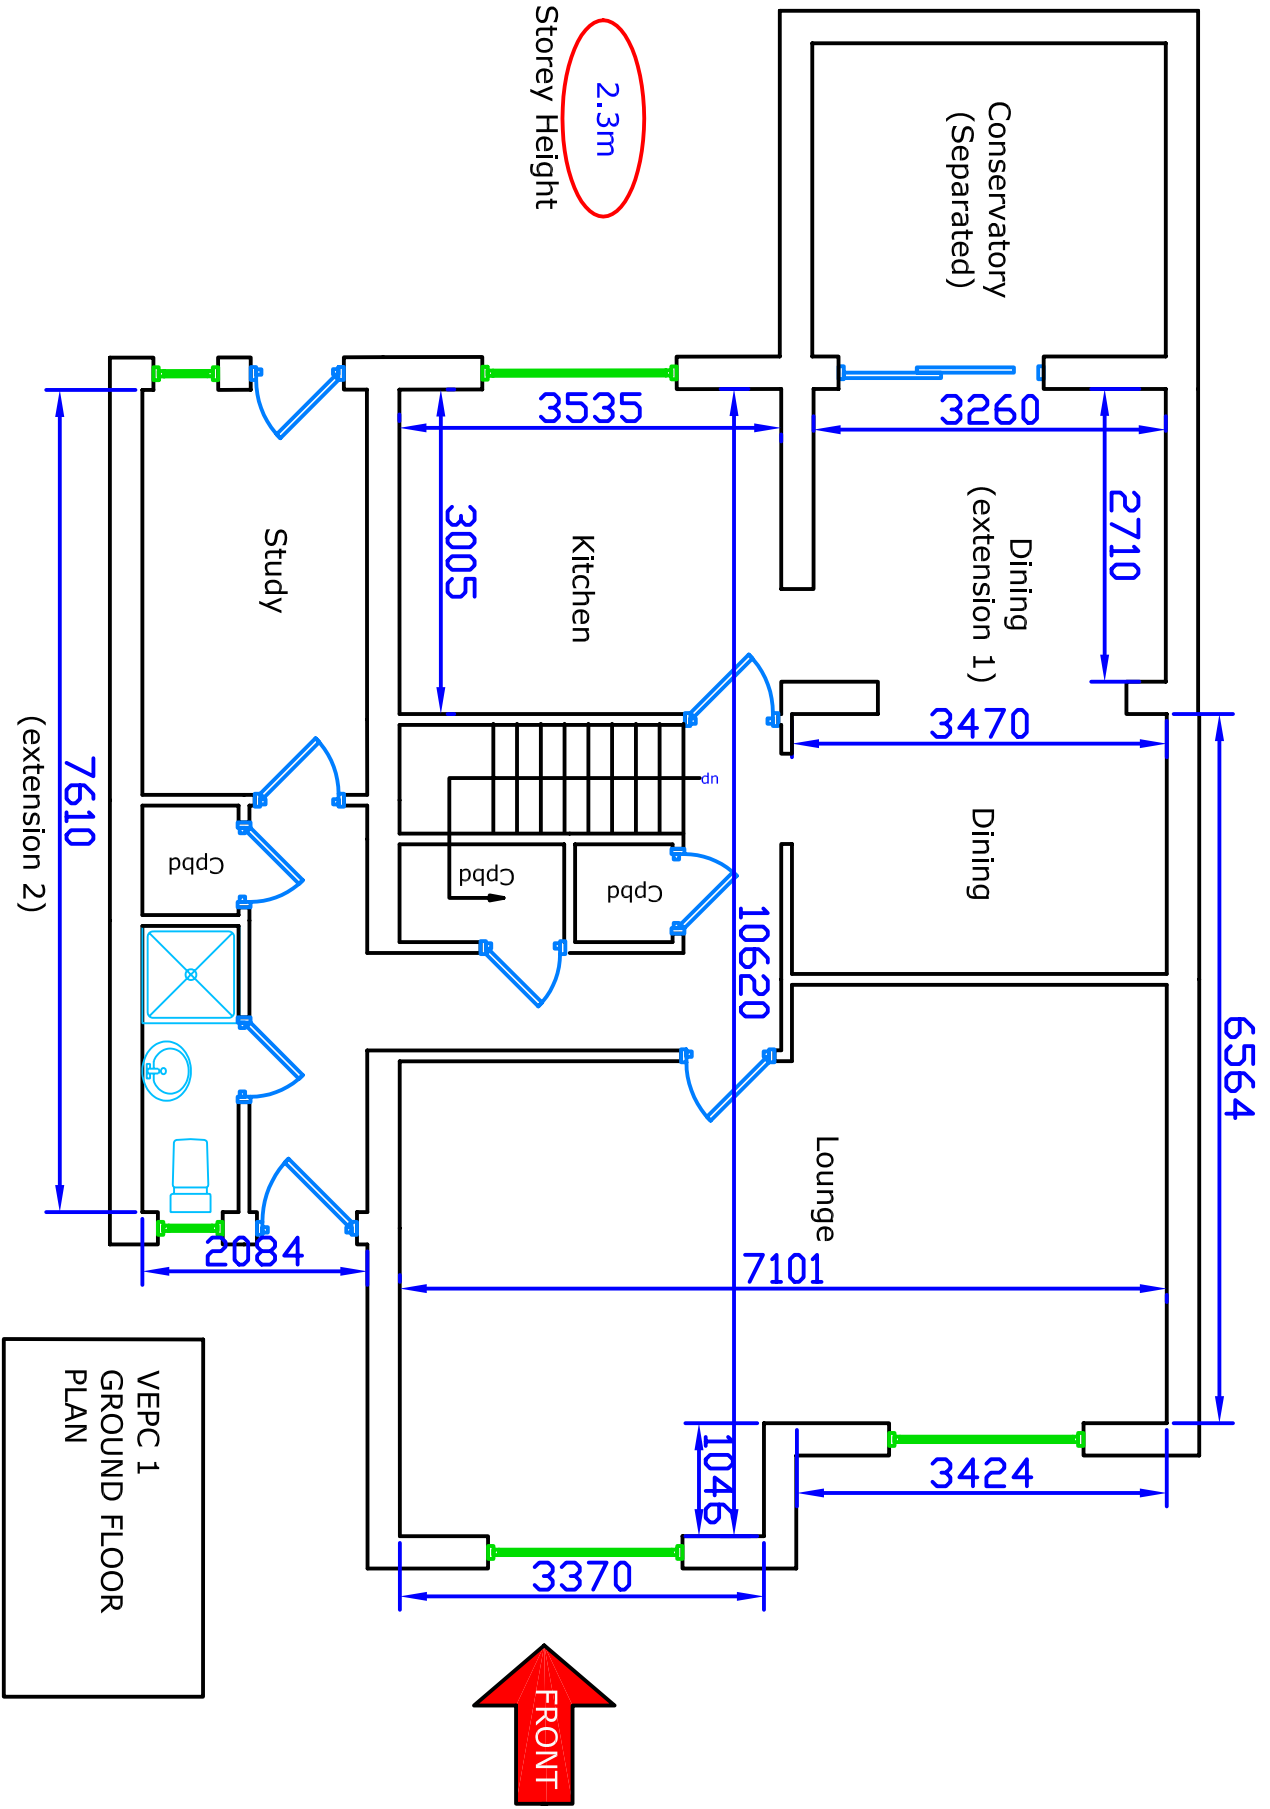 Conservatory
(Separated)
2.3m
Storey Height
3260
2710
3535
3005
Dining
(extension 1)
Kitchen
Study
3470
6564
Dining
up
Cpbd
Cpbd
Cpbd
10620
7610
(extension 2)
Lounge
7101
2084
1046
3424
3370
VEPC 1
GROUND FLOOR
PLAN
FRONT